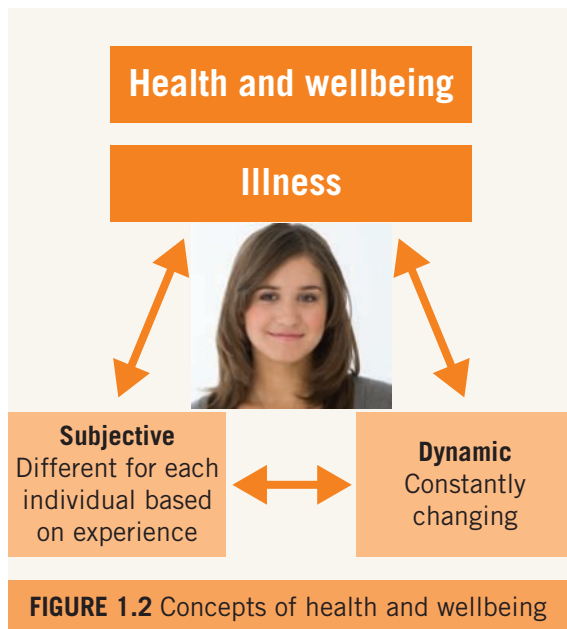 Health and wellbeing
Illness
Subjective
Different for each
individual based
on experience
Dynamic
Constantly
changing
FIGURE 1.2 Concepts of health and wellbeing